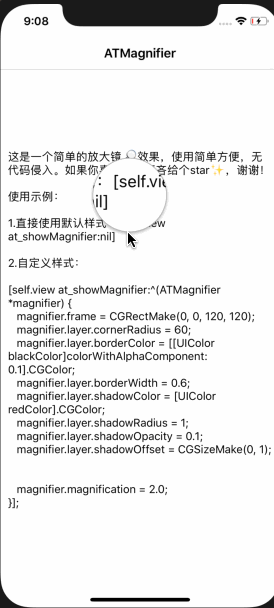 9:08
ATMagnifier
这是一个简单的放大镜 效果，使用简单方便，无
代码侵入。如果你 给个star✨，谢谢!
使用示例：
: [self.vie
il]
1.直接使用默认样式 ew
at_showMagnifier:nil]
2.自定义样式：
[self.view at_showMagnifier:^(ATMagnifier
*magnifier) {
magnifier.frame = CGRectMake(0, 0, 120, 120);
magnifier.layer.cornerRadius = 60;
magnifier.layer.borderColor = [[UIColor
blackColor]colorWithAlphaComponent:
0.1].CGColor;
magnifier.layer.borderWidth = 0.6;
magnifier.layer.shadowColor = [UIColor
redColor].CGColor;
magnifier.layer.shadowRadius = 1;
magnifier.layer.shadowOpacity = 0.1;
magnifier.layer.shadowOffset = CGSizeMake(0, 1);
magnifier.magnification = 2.0;
}];